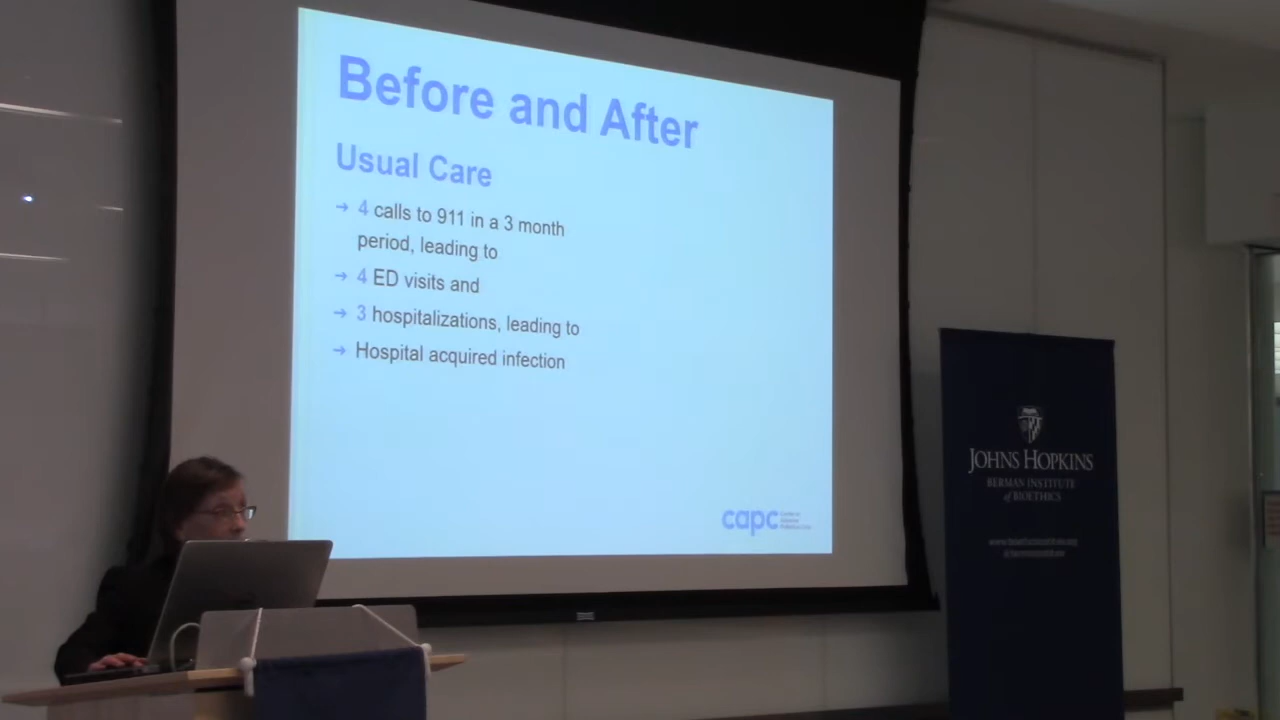 Before and After
Usual Care
→ 4 calls to 911 in a 3 month
period, leading to
→ 4 ED visits and
→ 3 hospitalizations, leading to
→ Hospital acquired infection
capc
JOHNS HOPKINS
BERMAN INSTITUTE
of BIOETHICS